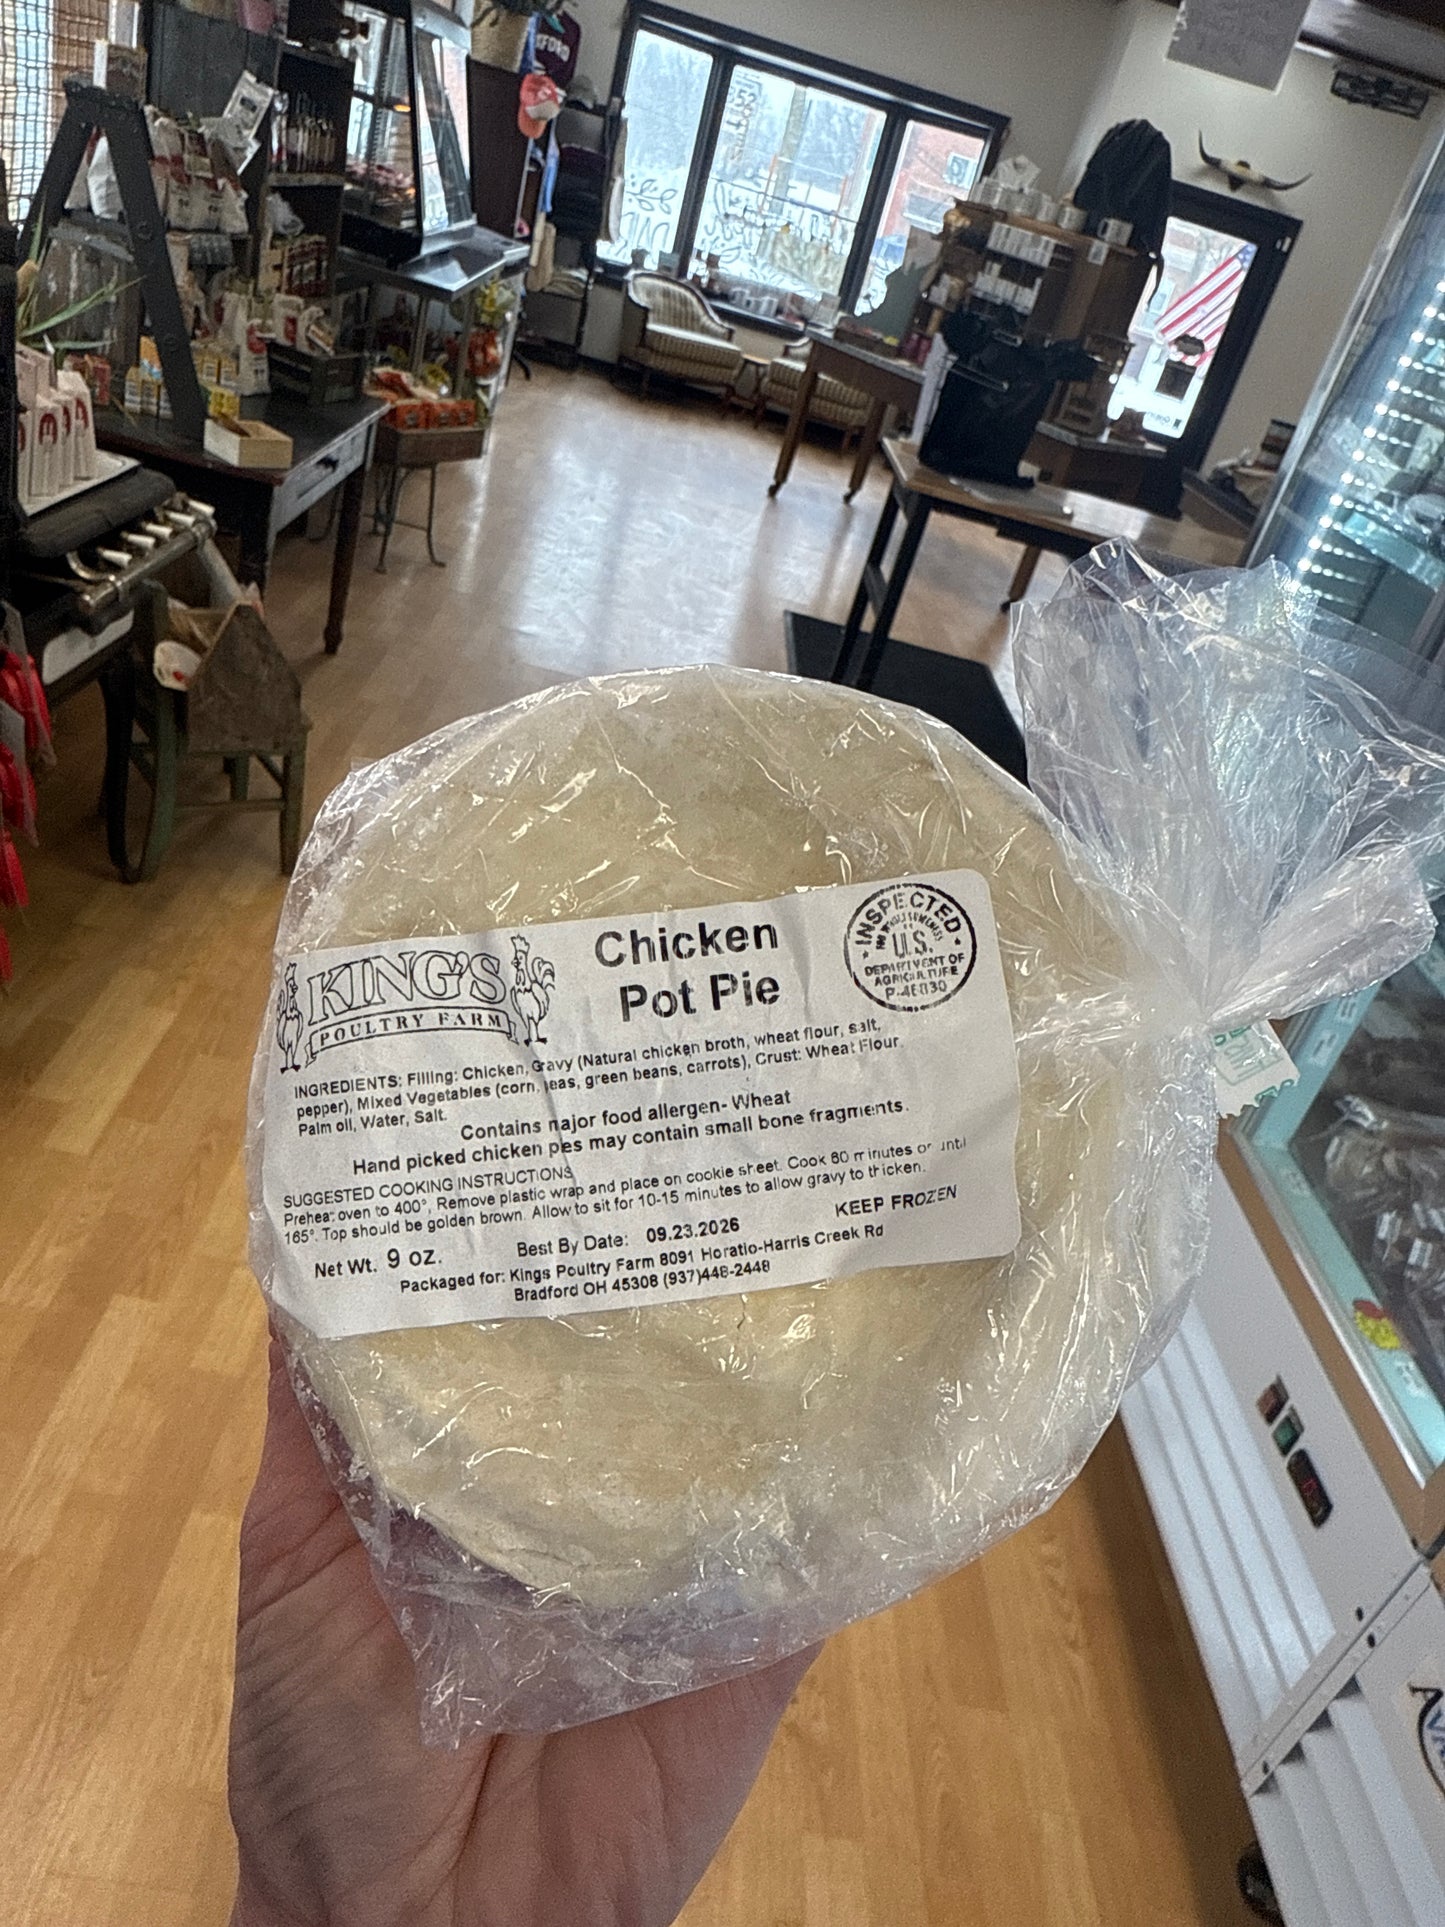 KING'S
POULTRY FARM
Chicken
Pot Pie
INSPECTED
U.S.
DEPARTMENT OF
AGRICULTURE
INGREDIENTS: Filling: Chicken, Gravy (Natural chicken broth, wheat flour, salt,
pepper), Mixed Vegetables (corn, peas, green beans, carrots), Crust: Wheat Flour
Palm oil, Water, Salt.
Contains major food allergen- Wheat
Hand picked chicken pies may contain small bone fragments.
SUGGESTED COOKING INSTRUCTIONS
Preheat oven to 400°, Remove plastic wrap and place on cookie sheet. Cook 60 minutes or until
165°. Top should be golden brown. Allow to sit for 10-15 minutes to allow gravy to thicken.
KEEP FROZEN
Net Wt. 9 oz.
Best By Date: 09.23.2026
Packaged for: Kings Poultry Farm 8091 Horatio-Harris Creek Rd
Bradford OH 45308 (937)448-2448